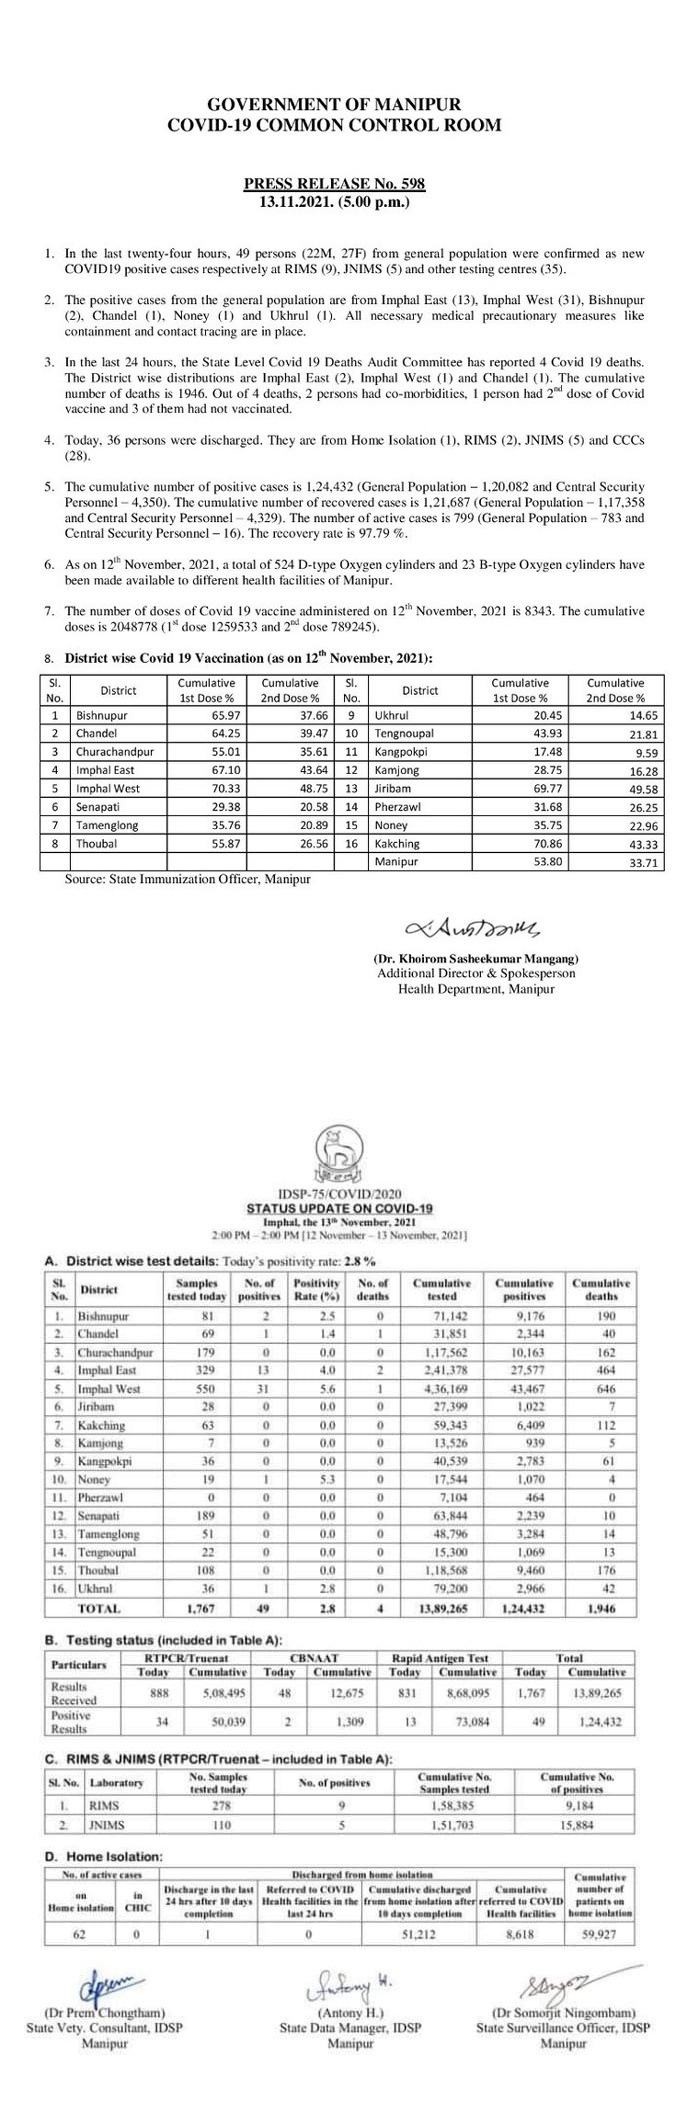 GOVERNMENT OF MANIPUR
COVID-19 COMMON CONTROL ROOM
PRESS RELEASE No. 598
13.11.2021. (5.00 p.m.)
1. In the last twenty-four hours, 49 persons (22M, 27F) from general population were confirmed as new
COVID19 positive cases respectively at RIMS (9), JNIMS (5) and other testing centres (35).
2. The positive cases from the general population are from Imphal East (13), Imphal West (31), Bishnupur
(2), Chandel (1), Noney (1) and Ukhrul (1). All necessary medical precautionary measures like
containment and contact tracing are in place.
3. In the last 24 hours, the State Level Covid 19 Deaths Audit Committee has reported 4 Covid 19 deaths.
The District wise distributions are Imphal East (2), Imphal West (1) and Chandel (1). The cumulative
number of deaths is 1946. Out of 4 deaths, 2 persons had co-morbidities, 1 person had 2nd dose of Covid
vaccine and 3 of them had not vaccinated.
4. Today, 36 persons were discharged. They are from Home Isolation (1), RIMS (2), JNIMS (5) and CCCs
(28).
5. The cumulative number of positive cases is 1,24,432 (General Population – 1,20,082 and Central Security
Personnel – 4,350). The cumulative number of recovered cases is 1,21,687 (General Population – 1,17,358
and Central Security Personnel – 4,329). The number of active cases is 799 (General Population – 783 and
Central Security Personnel – 16). The recovery rate is 97.79 %.
6. As on 12th November, 2021, a total of 524 D-type Oxygen cylinders and 23 B-type Oxygen cylinders have
been made available to different health facilities of Manipur.
7. The number of doses of Covid 19 vaccine administered on 12th November, 2021 is 8343. The cumulative
doses is 2048778 (1st dose 1259533 and 2nd dose 789245).
8. District wise Covid 19 Vaccination (as on 12th November, 2021):
Sl. No. District Cumulative 1st Dose % Cumulative 2nd Dose % Sl. No. District Cumulative 1st Dose % Cumulative 2nd Dose %
1 Bishnupur 65.97 37.66 9 Ukhrul 20.45 14.65
2 Chandel 64.25 39.47 10 Tengnoupal 43.93 21.81
3 Churachandpur 55.01 35.61 11 Kangpokpi 17.48 9.59
4 Imphal East 67.10 43.64 12 Kamjong 28.75 16.28
5 Imphal West 70.33 48.75 13 Jiribam 69.77 49.58
6 Senapati 29.38 20.58 14 Pherzawl 31.68 26.25
7 Tamenglong 35.76 20.89 15 Noney 35.75 22.96
8 Thoubal 55.87 26.56 16 Kakching 70.86 43.33
Manipur 53.80 33.71
Source: State Immunization Officer, Manipur
(Dr. Khoirom Sasheekumar Mangang)
Additional Director & Spokesperson
Health Department, Manipur
IDSP-75/COVID/2020
STATUS UPDATE ON COVID-19
Imphal, the 13th November, 2021
2:00 PM – 2:00 PM [12 November – 13 November, 2021]
A. District wise test details: Today's positivity rate: 2.8 %
Sl. No. District Samples tested today No. of positives Positivity Rate (%) No. of deaths Cumulative tested Cumulative positives Cumulative deaths
1. Bishnupur 81 2 2.5 0 71,142 9,176 190
2. Chandel 69 1 1.4 1 31,851 2,344 40
3. Churachandpur 179 0 0.0 0 1,17,562 10,163 162
4. Imphal East 329 13 4.0 2 2,41,378 27,577 464
5. Imphal West 550 31 5.6 1 4,36,169 43,467 646
6. Jiribam 28 0 0.0 0 27,399 1,022 7
7. Kakching 63 0 0.0 0 59,343 6,409 112
8. Kamjong 7 0 0.0 0 13,526 939 5
9. Kangpokpi 36 0 0.0 0 40,539 2,783 61
10. Noney 19 1 5.3 0 17,544 1,070 4
11. Pherzawl 0 0 0.0 0 7,104 464 0
12. Senapati 189 0 0.0 0 63,844 2,239 10
13. Tamenglong 51 0 0.0 0 48,796 3,284 14
14. Tengnoupal 22 0 0.0 0 15,300 1,069 13
15. Thoubal 108 0 0.0 0 1,18,568 9,460 176
16. Ukhrul 36 1 2.8 0 79,200 2,966 42
TOTAL 1,767 49 2.8 4 13,89,265 1,24,432 1,946
B. Testing status (included in Table A):
Particulars RTPCR/Truenat CBNAAT Rapid Antigen Test Total
Today Cumulative Today Cumulative Today Cumulative Today Cumulative
Results Received 888 5,08,495 48 12,675 831 8,68,095 1,767 13,89,265
Positive Results 34 50,039 2 1,309 13 73,084 49 1,24,432
C. RIMS & JNIMS (RTPCR/Truenat – included in Table A):
Sl. No. Laboratory No. Samples tested today No. of positives Cumulative No. Samples tested Cumulative No. of positives
1. RIMS 278 9 1,58,385 9,184
2. JNIMS 110 5 1,51,703 15,884
D. Home Isolation:
No. of active cases Discharged from home isolation Cumulative number of patients on home isolation
on Home isolation in CHIC Discharge in the last 24 hrs after 10 days completion Referred to COVID Health facilities in the last 24 hrs Cumulative discharged from home isolation after 10 days completion Cumulative referred to COVID Health facilities
62 0 1 0 51,212 8,618 59,927
Antony H.
(Dr Prem Chongtham) (Antony H.) (Dr Somorjit Ningombam)
State Vety. Consultant, IDSP State Data Manager, IDSP State Surveillance Officer, IDSP
Manipur Manipur Manipur